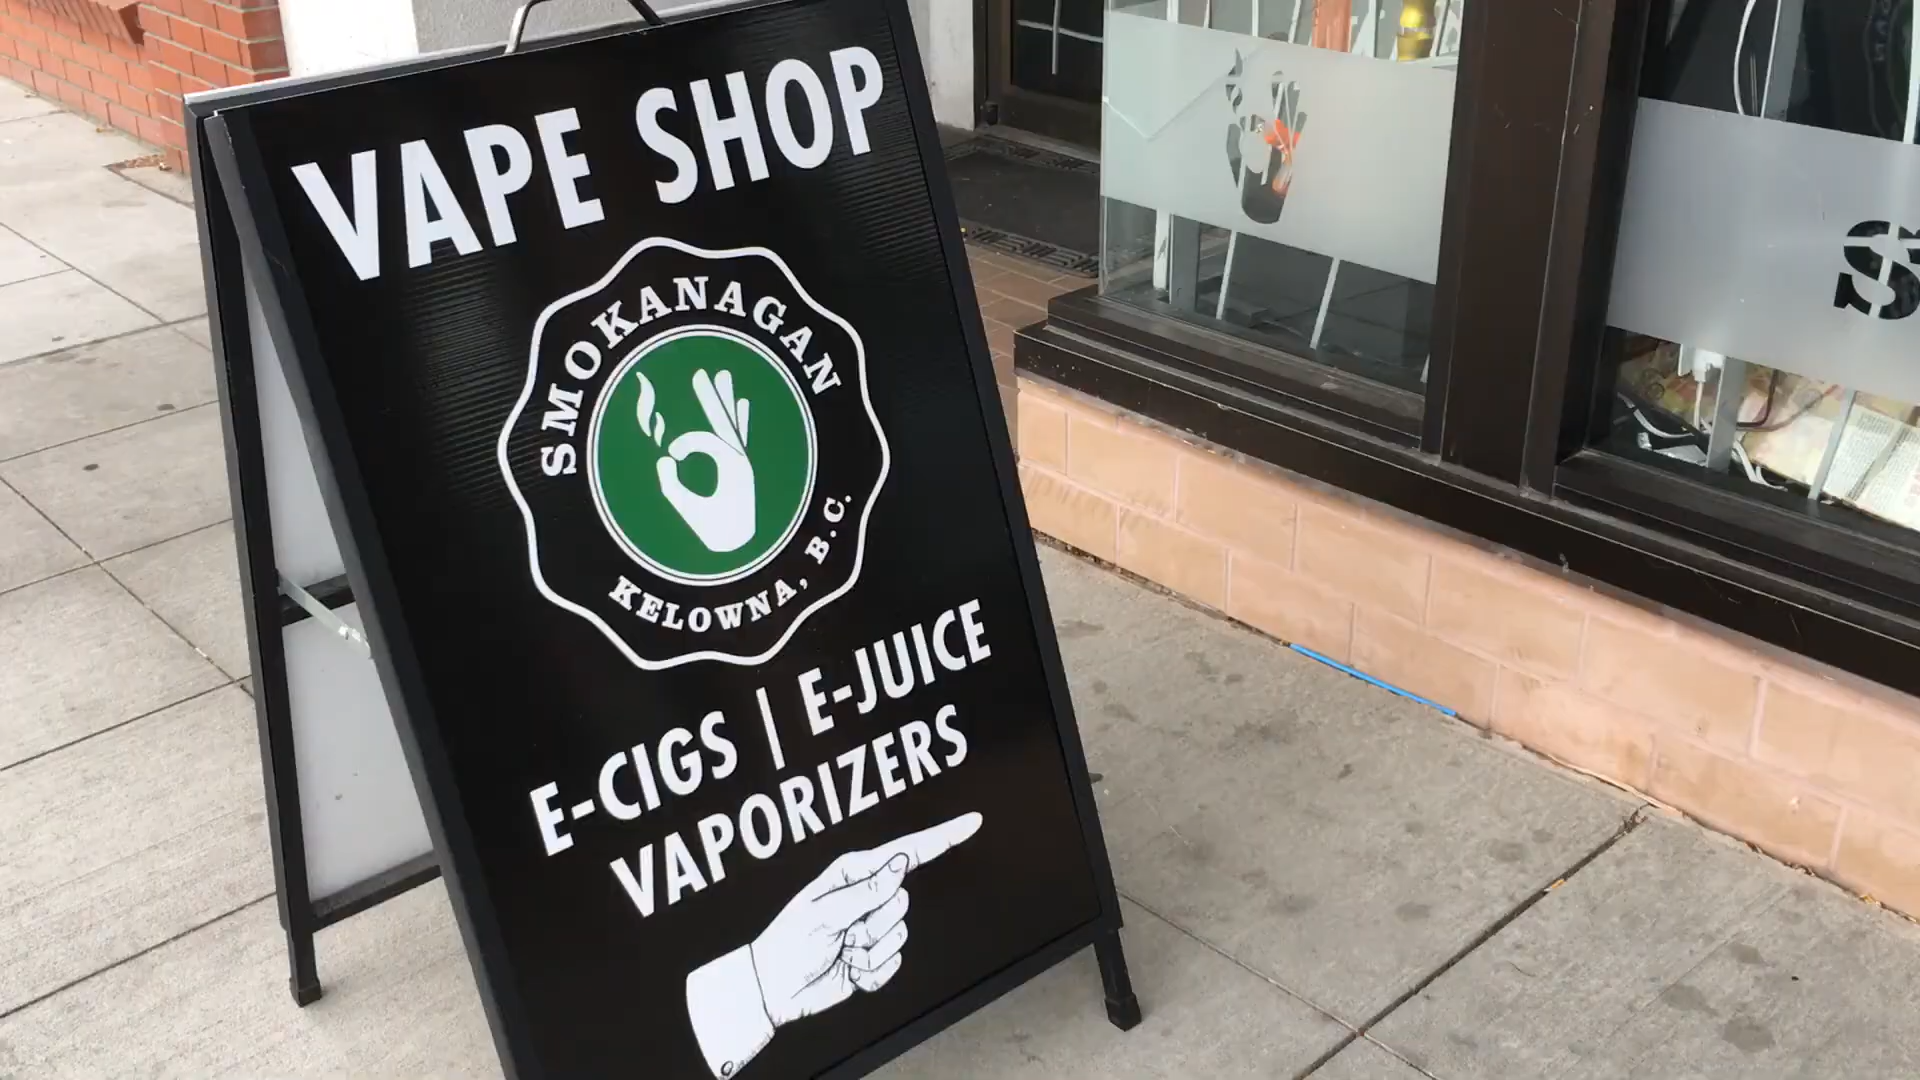 VAPE SHOP
SMOKANAGAN
KELOWNA, B.C.
E-CIGS | E-JUICE
VAPORIZERS
S